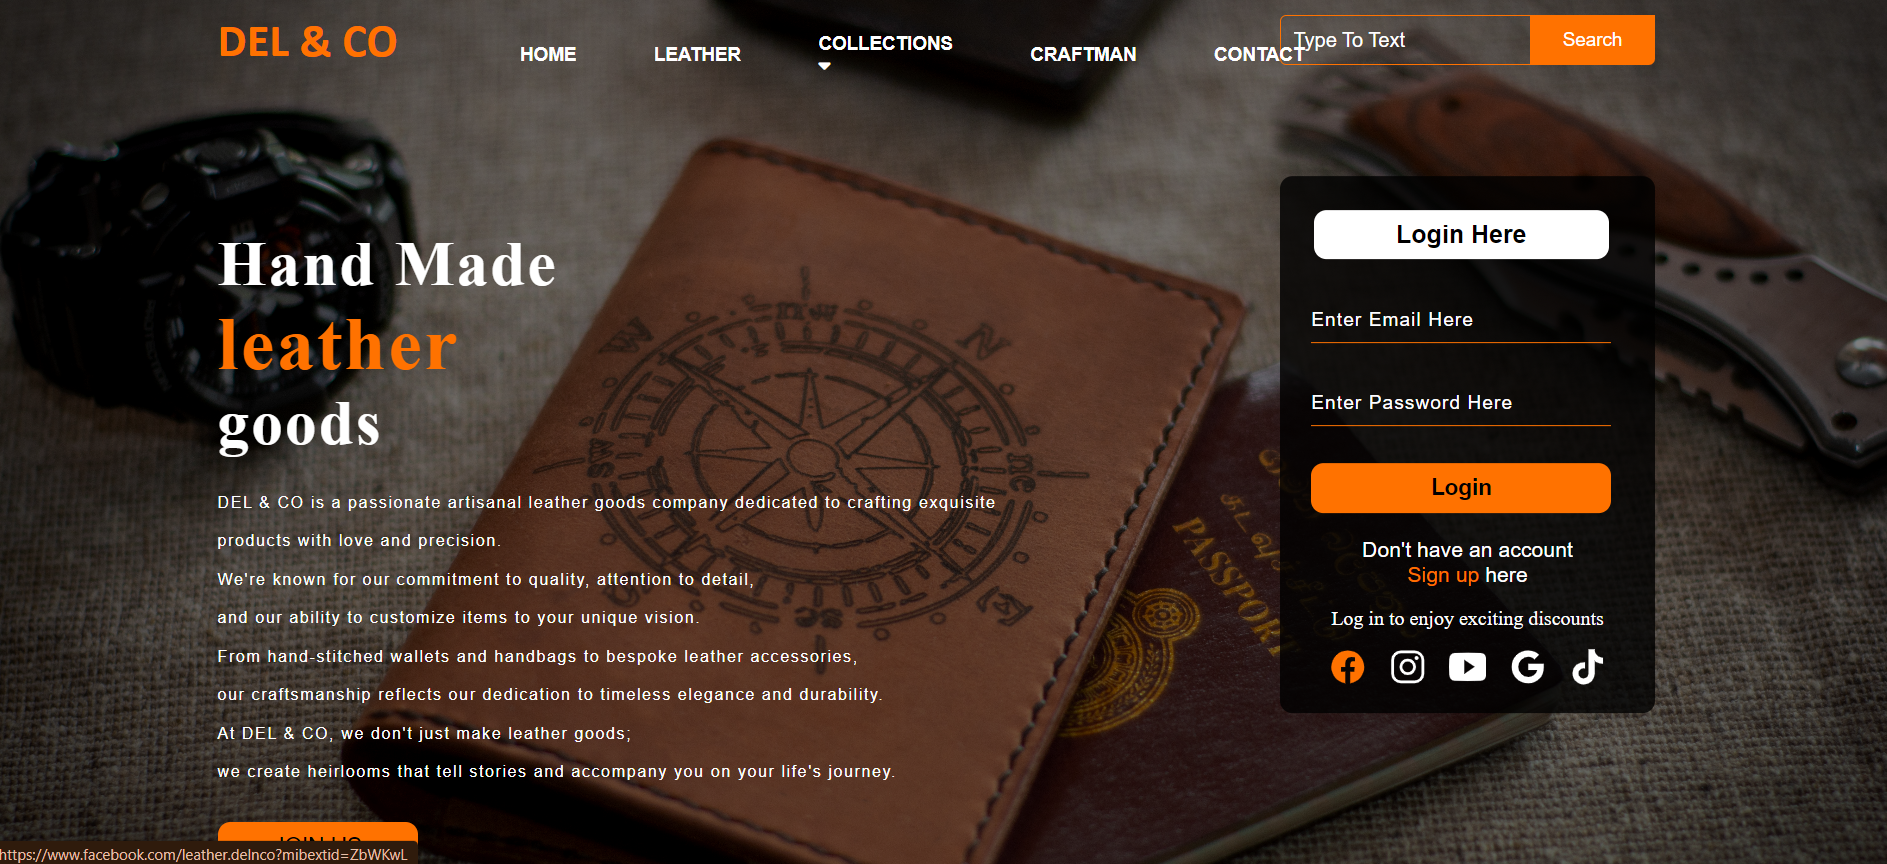 DEL & CO
HOME
LEATHER
COLLECTIONS
CRAFTMAN
CONTACT
Type To Text
Search
Hand Made
leather
goods
DEL & CO is a passionate artisanal leather goods company dedicated to crafting exquisite
products with love and precision.
We're known for our commitment to quality, attention to detail,
and our ability to customize items to your unique vision.
From hand-stitched wallets and handbags to bespoke leather accessories,
our craftsmanship reflects our dedication to timeless elegance and durability.
At DEL & CO, we don't just make leather goods;
we create heirlooms that tell stories and accompany you on your life's journey.
JOIN US
Login Here
Enter Email Here
Enter Password Here
Login
Don't have an account
Sign up here
Log in to enjoy exciting discounts
W
N
PASSPORT
https://www.facebook.com/leather.delnco?mibextid=ZbWKwL